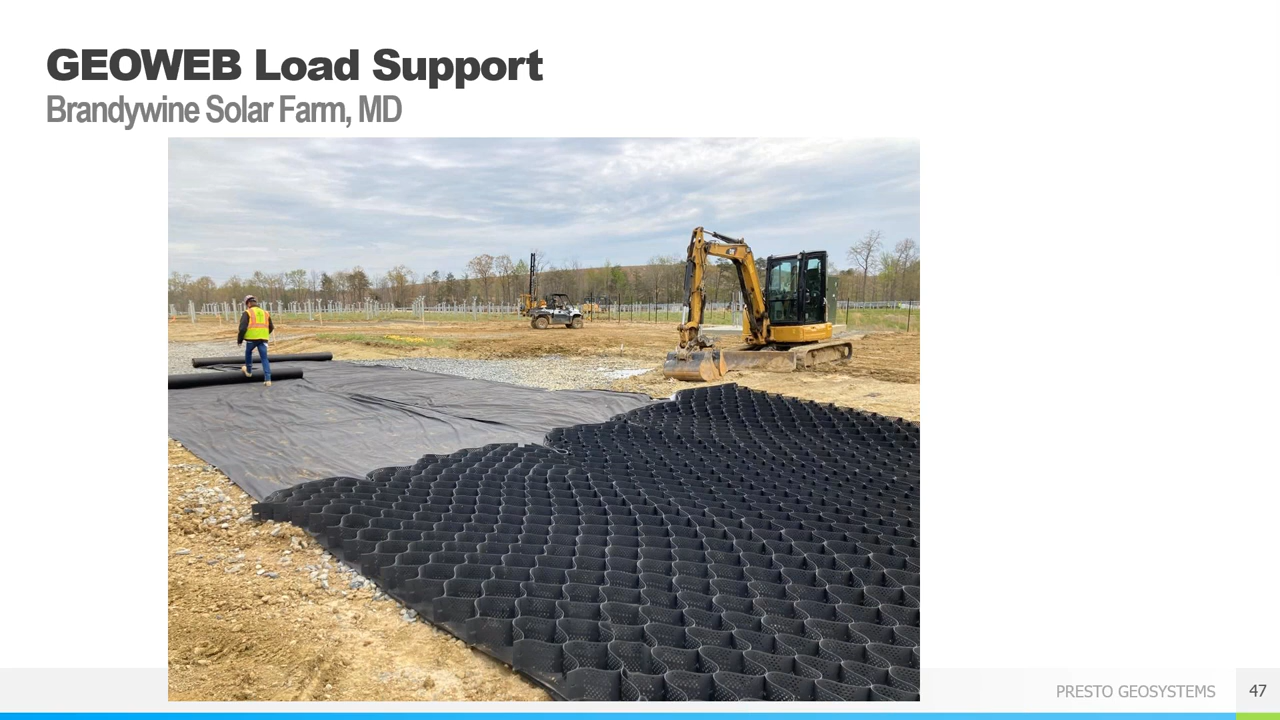 GEOWEB Load Support
Brandywine Solar Farm, MD
PRESTO GEOSYSTEMS
47